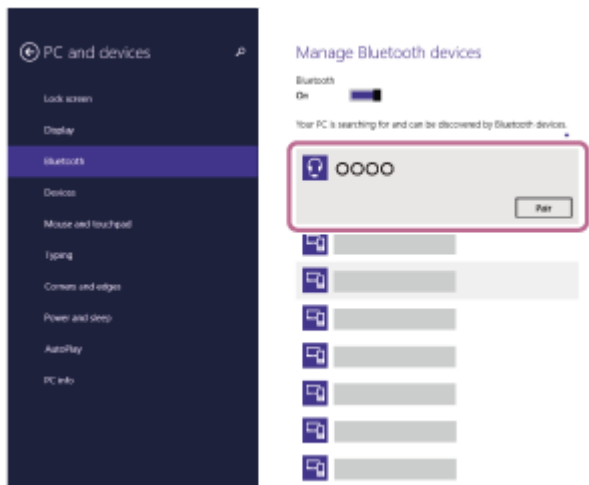 PC and devices
Lock screen
Display
Bluetooth
Devices
Mouse and touchpad
Typing
Corners and edges
Power and sleep
AutoPlay
PC info
Manage Bluetooth devices
Bluetooth
On
Your PC is searching for and can be discovered by Bluetooth devices.
OOOO
Pair